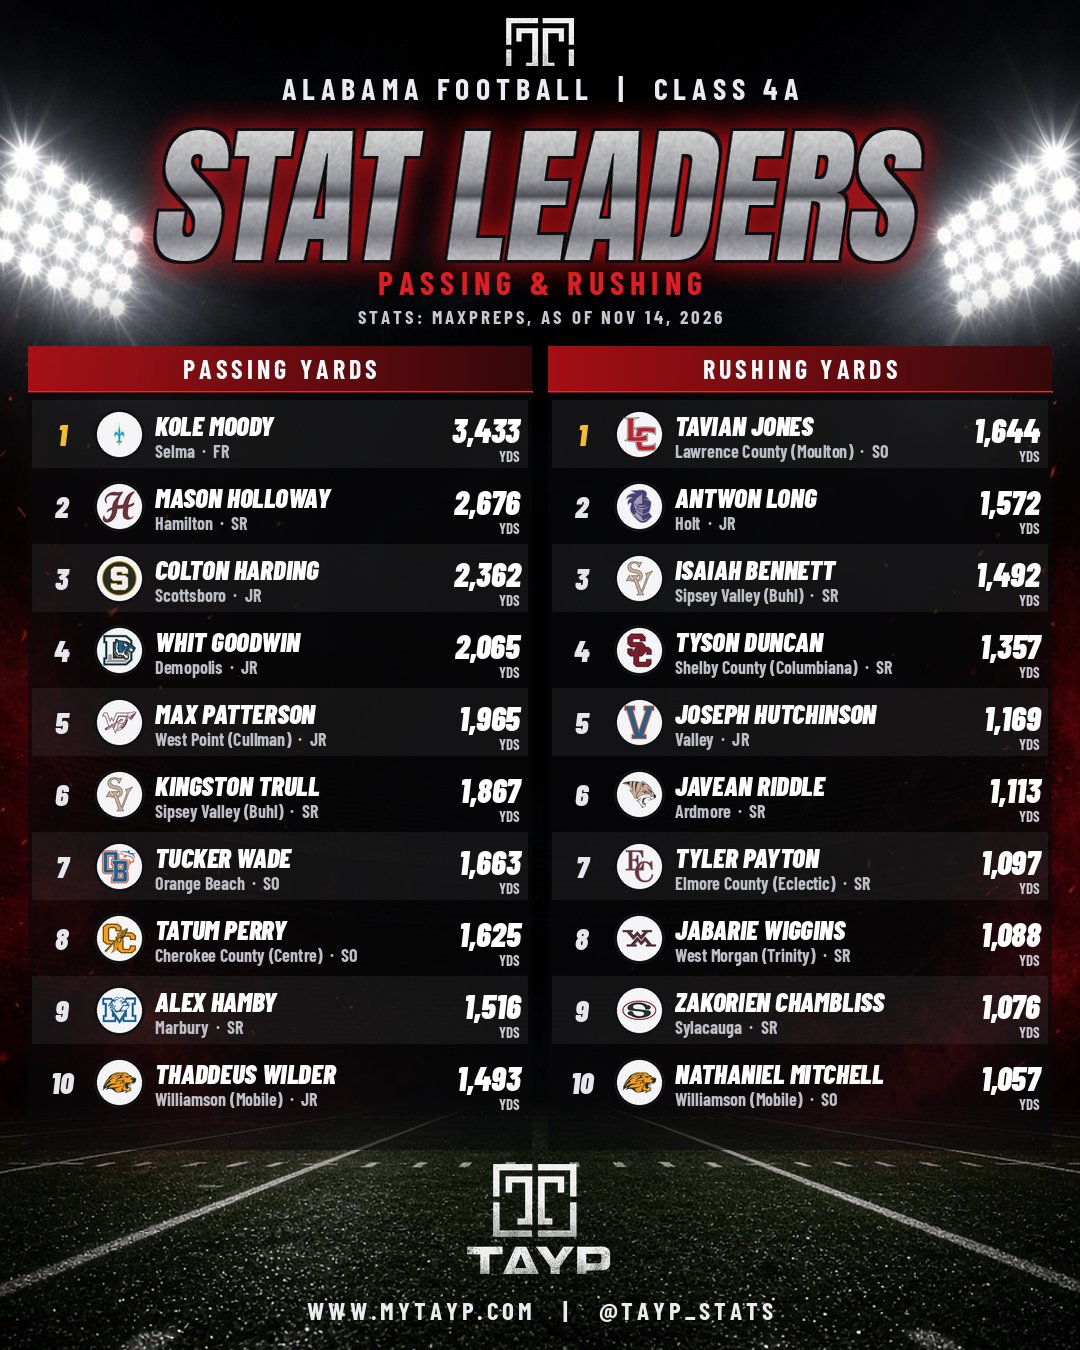 ALABAMA FOOTBALL | CLASS 4A
STAT LEADERS
PASSING & RUSHING
STATS: MAXPREPS, AS OF NOV 14, 2026
PASSING YARDS
1 KOLE MOODY 3,433
Selma · FR YDS
2 MASON HOLLOWAY 2,676
Hamilton · SR YDS
3 COLTON HARDING 2,362
Scottsboro · JR YDS
4 WHIT GOODWIN 2,065
Demopolis · JR YDS
5 MAX PATTERSON 1,965
West Point (Cullman) · JR YDS
6 KINGSTON TRULL 1,867
Sipsey Valley (Buhl) · SR YDS
7 TUCKER WADE 1,663
Orange Beach · SO YDS
8 TATUM PERRY 1,625
Cherokee County (Centre) · SO YDS
9 ALEX HAMBY 1,516
Marbury · SR YDS
10 THADDEUS WILDER 1,493
Williamson (Mobile) · JR YDS
RUSHING YARDS
1 TAVIAN JONES 1,644
Lawrence County (Moulton) · SO YDS
2 ANTWON LONG 1,572
Holt · JR YDS
3 ISAIAH BENNETT 1,492
Sipsey Valley (Buhl) · SR YDS
4 TYSON DUNCAN 1,357
Shelby County (Columbiana) · SR YDS
5 JOSEPH HUTCHINSON 1,169
Valley · JR YDS
6 JAVEAN RIDDLE 1,113
Ardmore · SR YDS
7 TYLER PAYTON 1,097
Elmore County (Eclectic) · SR YDS
8 JABARIE WIGGINS 1,088
West Morgan (Trinity) · SR YDS
9 ZAKORIEN CHAMBLISS 1,076
Sylacauga · SR YDS
10 NATHANIEL MITCHELL 1,057
Williamson (Mobile) · SO YDS
TAYP
WWW.MYTAYP.COM | @TAYP_STATS